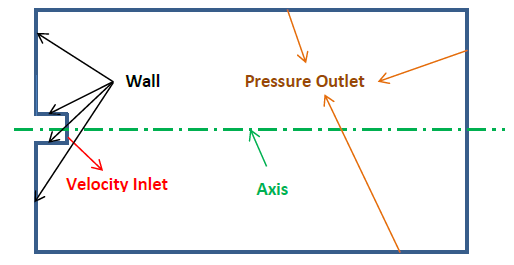 Wall
Pressure Outlet
Velocity Inlet
Axis